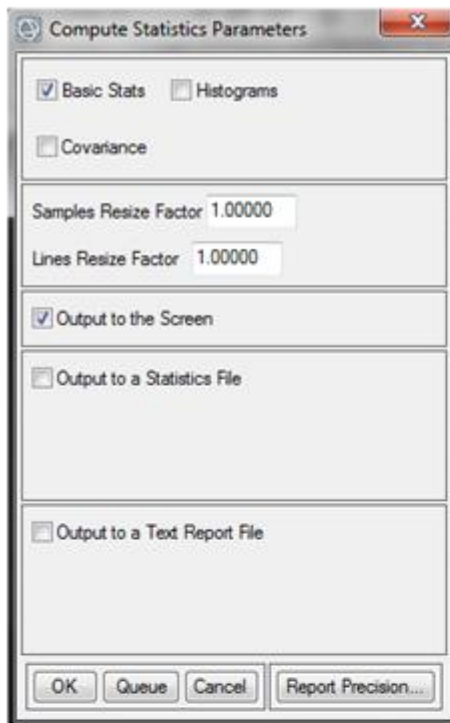 Compute Statistics Parameters
Basic Stats Histograms
Covariance
Samples Resize Factor 1.00000
Lines Resize Factor 1.00000
Output to the Screen
Output to a Statistics File
Output to a Text Report File
OK Queue Cancel Report Precision...